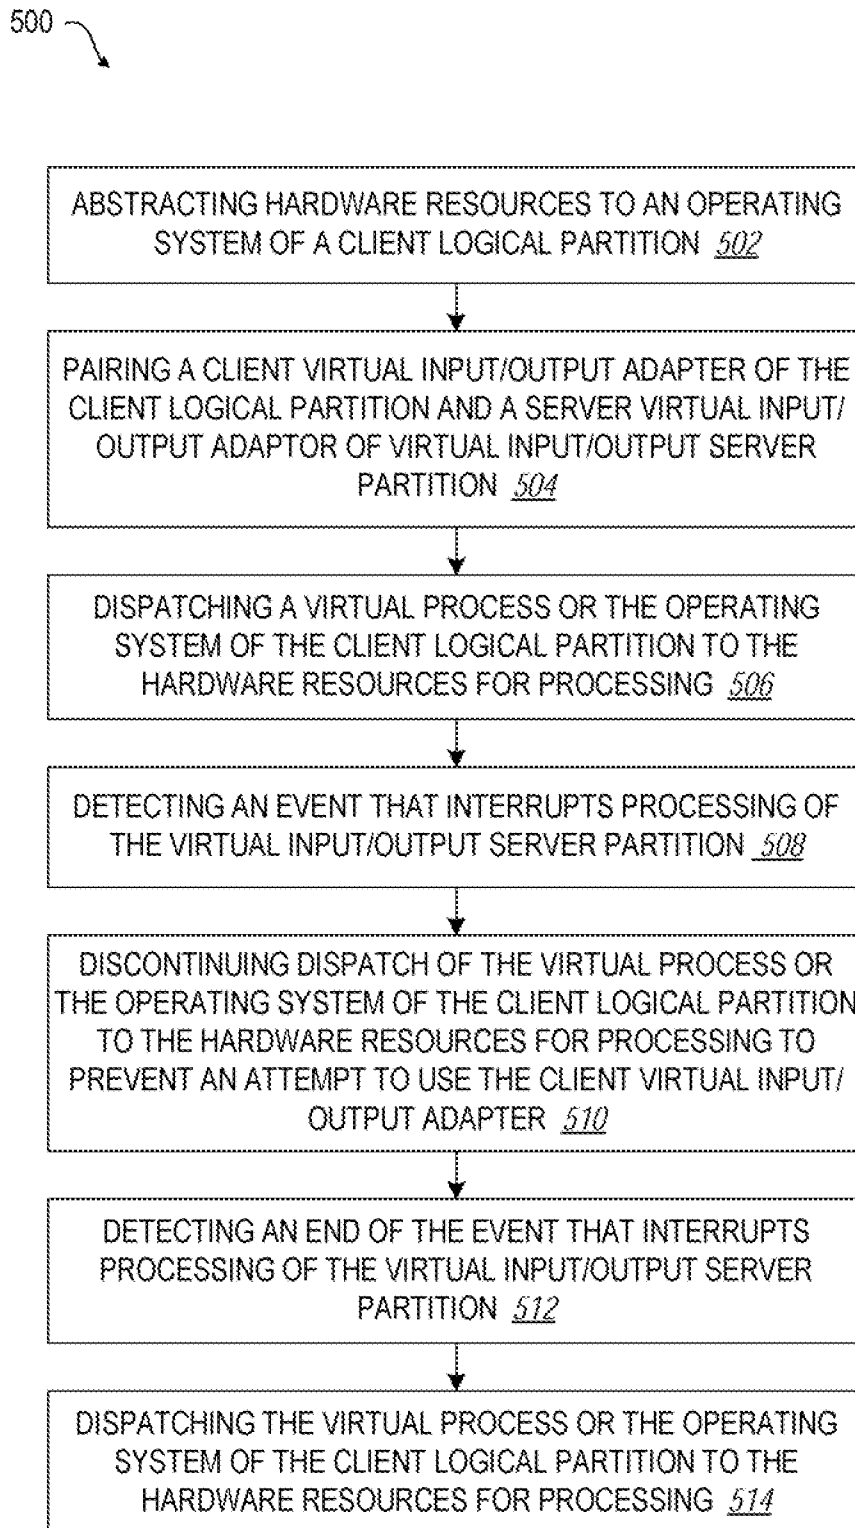 500
ABSTRACTING HARDWARE RESOURCES TO AN OPERATING
SYSTEM OF A CLIENT LOGICAL PARTITION 502
PAIRING A CLIENT VIRTUAL INPUT/OUTPUT ADAPTER OF THE
CLIENT LOGICAL PARTITION AND A SERVER VIRTUAL INPUT/
OUTPUT ADAPTOR OF VIRTUAL INPUT/OUTPUT SERVER
PARTITION 504
DISPATCHING A VIRTUAL PROCESS OR THE OPERATING
SYSTEM OF THE CLIENT LOGICAL PARTITION TO THE
HARDWARE RESOURCES FOR PROCESSING 506
DETECTING AN EVENT THAT INTERRUPTS PROCESSING OF
THE VIRTUAL INPUT/OUTPUT SERVER PARTITION 508
DISCONTINUING DISPATCH OF THE VIRTUAL PROCESS OR
THE OPERATING SYSTEM OF THE CLIENT LOGICAL PARTITION
TO THE HARDWARE RESOURCES FOR PROCESSING TO
PREVENT AN ATTEMPT TO USE THE CLIENT VIRTUAL INPUT/
OUTPUT ADAPTER 510
DETECTING AN END OF THE EVENT THAT INTERRUPTS
PROCESSING OF THE VIRTUAL INPUT/OUTPUT SERVER
PARTITION 512
DISPATCHING THE VIRTUAL PROCESS OR THE OPERATING
SYSTEM OF THE CLIENT LOGICAL PARTITION TO THE
HARDWARE RESOURCES FOR PROCESSING 514